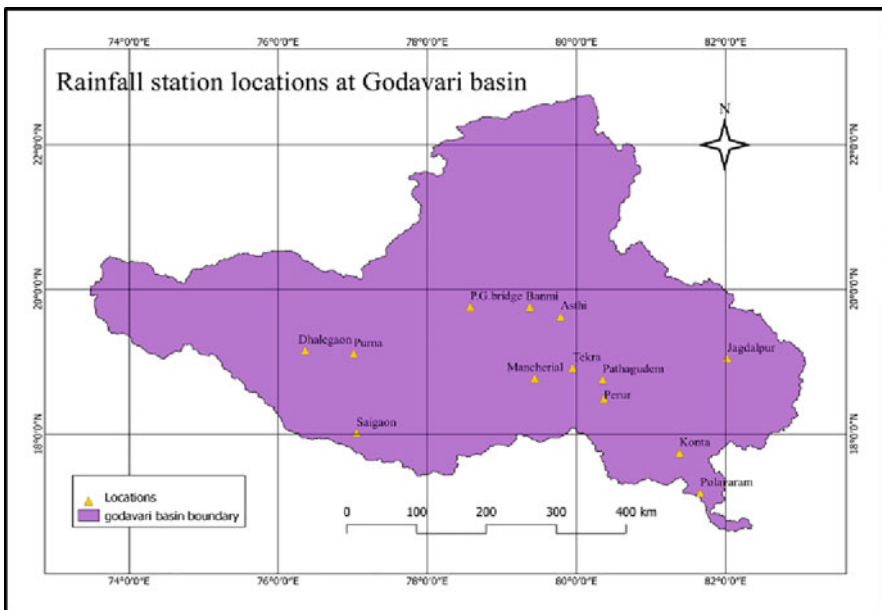 74°0'0"E 76°0'0"E 78°0'0"E 80°0'0"E 82°0'0"E
Rainfall station locations at Godavari basin
N
22°0'0"N 22°0'0"N
20°0'0"N 20°0'0"N
P.G.bridge Banmi
Asthi
Dhalegaon
Purna
Jagdalpur
Tekra
Mancherial
Pathagudem
Perur
Saigaon
18°0'0"N 18°0'0"N
Konta
Polavaram
Locations
godavari basin boundary
0 100 200 300 400 km
74°0'0"E 76°0'0"E 78°0'0"E 80°0'0"E 82°0'0"E